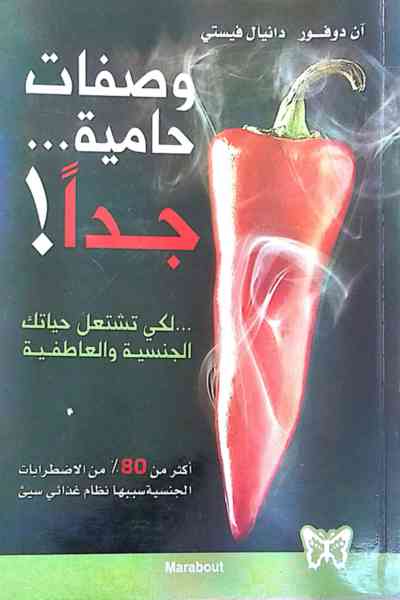 آن دوفور دانيال فيستي
وصفات
حامية...
جداً!
...لكي تشتعل حياتك
الجنسية والعاطفية
أكثر من 80٪ من الاضطرابات
الجنسية سببها نظام غذائي سيئ
Marabout